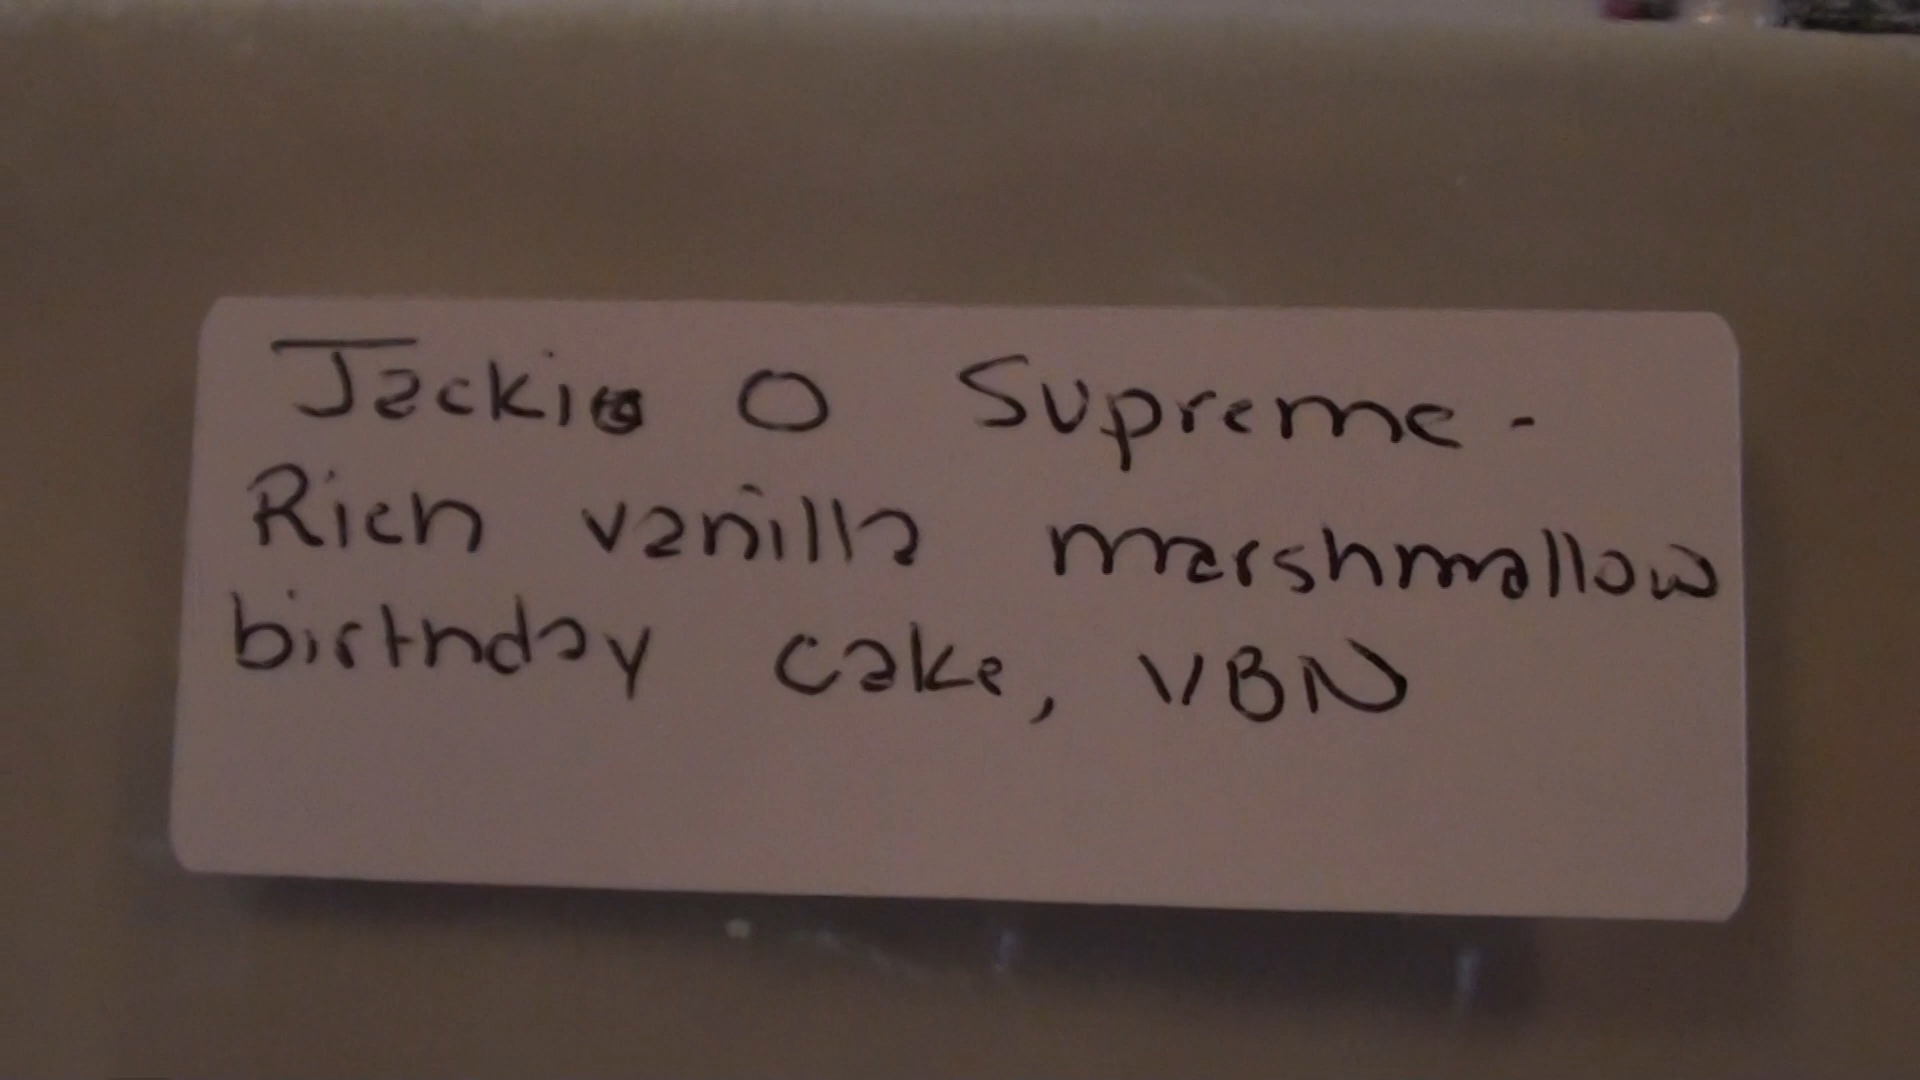 Jackie O Supreme -
Rich vanilla marshmallow
birthday cake, VBN